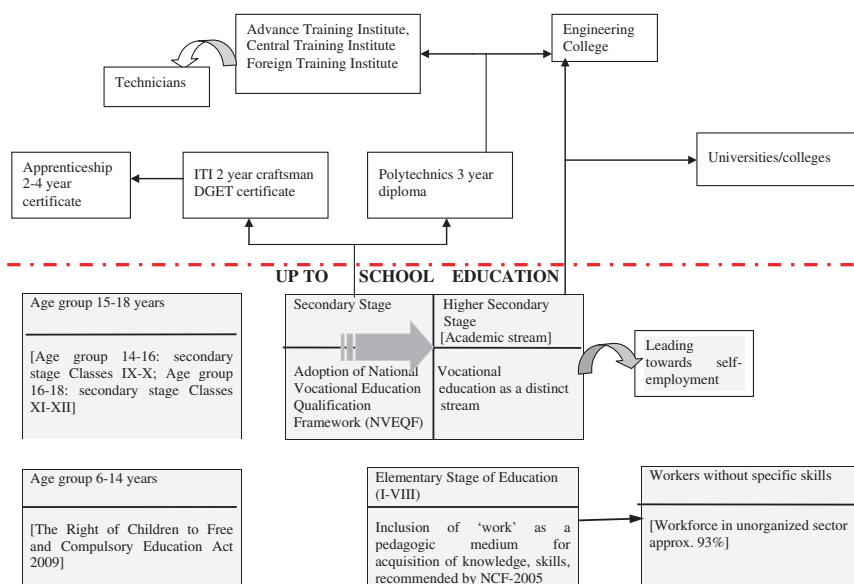 Advance Training Institute,
Central Training Institute
Foreign Training Institute
Engineering
College
Technicians
Apprenticeship
2-4 year
certificate
ITI 2 year craftsman
DGET certificate
Polytechnics 3 year
diploma
Universities/colleges
UP TO SCHOOL EDUCATION
Age group 15-18 years
[Age group 14-16: secondary
stage Classes IX-X; Age group
16-18: secondary stage Classes
XI-XII]
Secondary Stage
Adoption of National
Vocational Education
Qualification
Framework (NVEQF)
Higher Secondary
Stage
[Academic stream]
Vocational
education as a distinct
stream
Leading
towards self-
employment
Age group 6-14 years
[The Right of Children to Free
and Compulsory Education Act
2009]
Elementary Stage of Education
(I-VIII)
Inclusion of ‘work’ as a
pedagogic medium for
acquisition of knowledge, skills,
recommended by NCF-2005
Workers without specific skills
[Workforce in unorganized sector
approx. 93%]